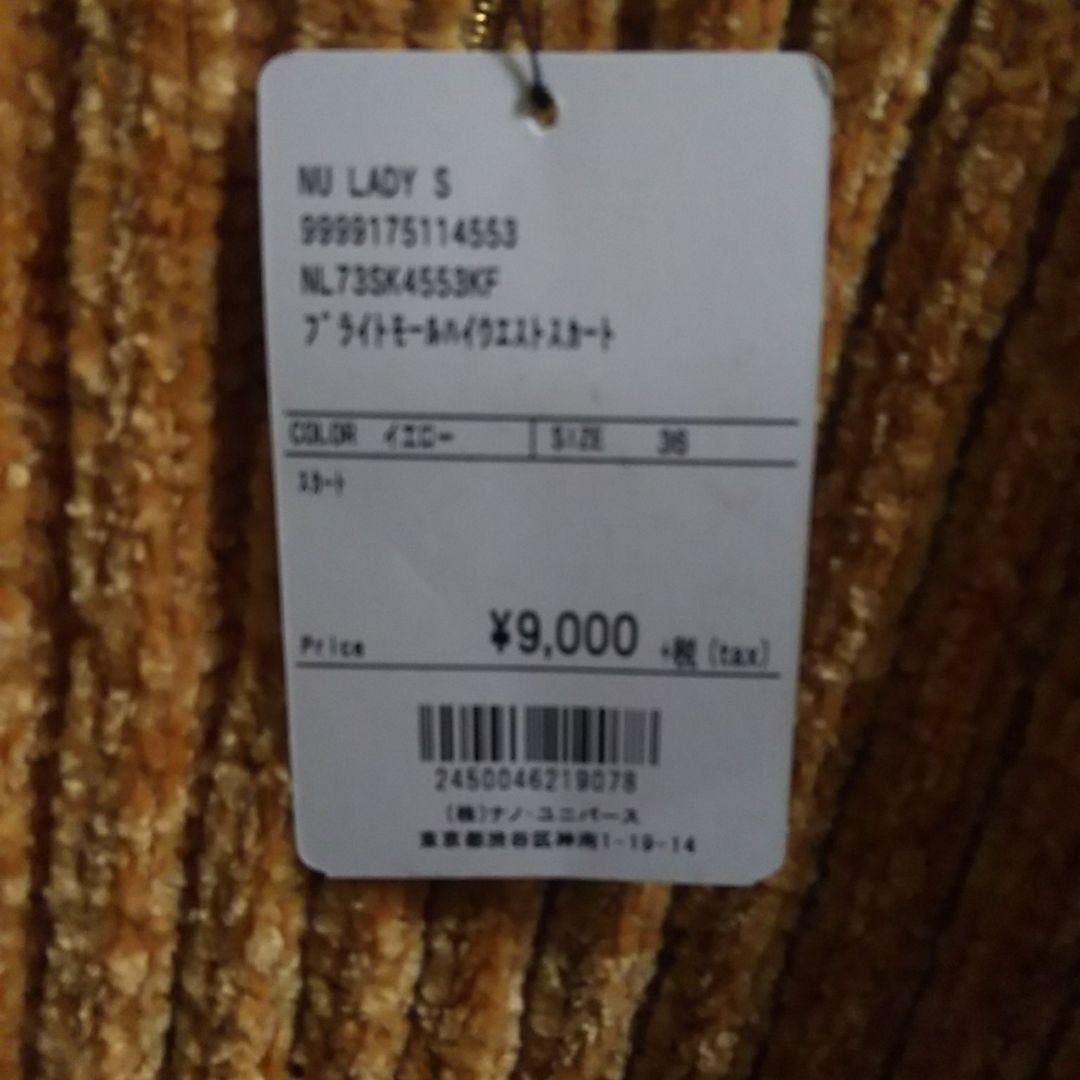 NU LADY S
9999175114553
NL73SK4553KF
ﾌﾞﾗｲﾄﾓｰﾙﾊｲｳｴｽﾄｽｶｰﾄ
COLOR ｲｴﾛｰ SIZE 36
ｽｶｰﾄ
Price ¥9,000 +税(tax)
2450046219078
(株)ナノ・ユニバース
東京都渋谷区神南1-19-14